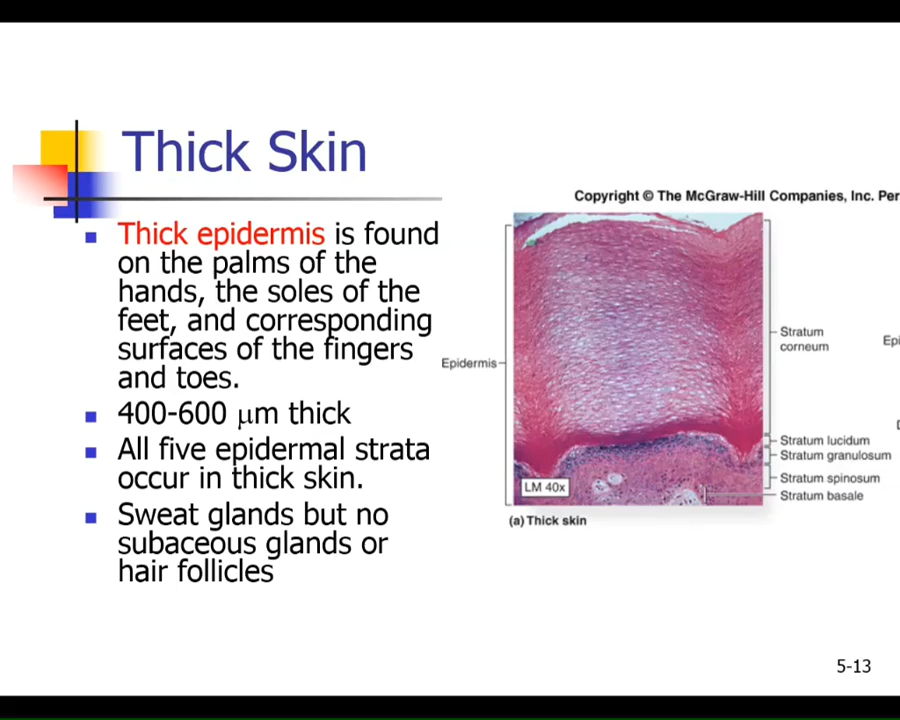 Thick Skin
Thick epidermis is found
on the palms of the
hands, the soles of the
feet, and corresponding
surfaces of the fingers
and toes.
400-600 μm thick
All five epidermal strata
occur in thick skin.
Sweat glands but no
subaceous glands or
hair follicles
Copyright © The McGraw-Hill Companies, Inc. Per
Epidermis
Stratum
corneum
Epi
Stratum lucidum
Stratum granulosum
Stratum spinosum
Stratum basale
LM 40x
(a) Thick skin
5-13